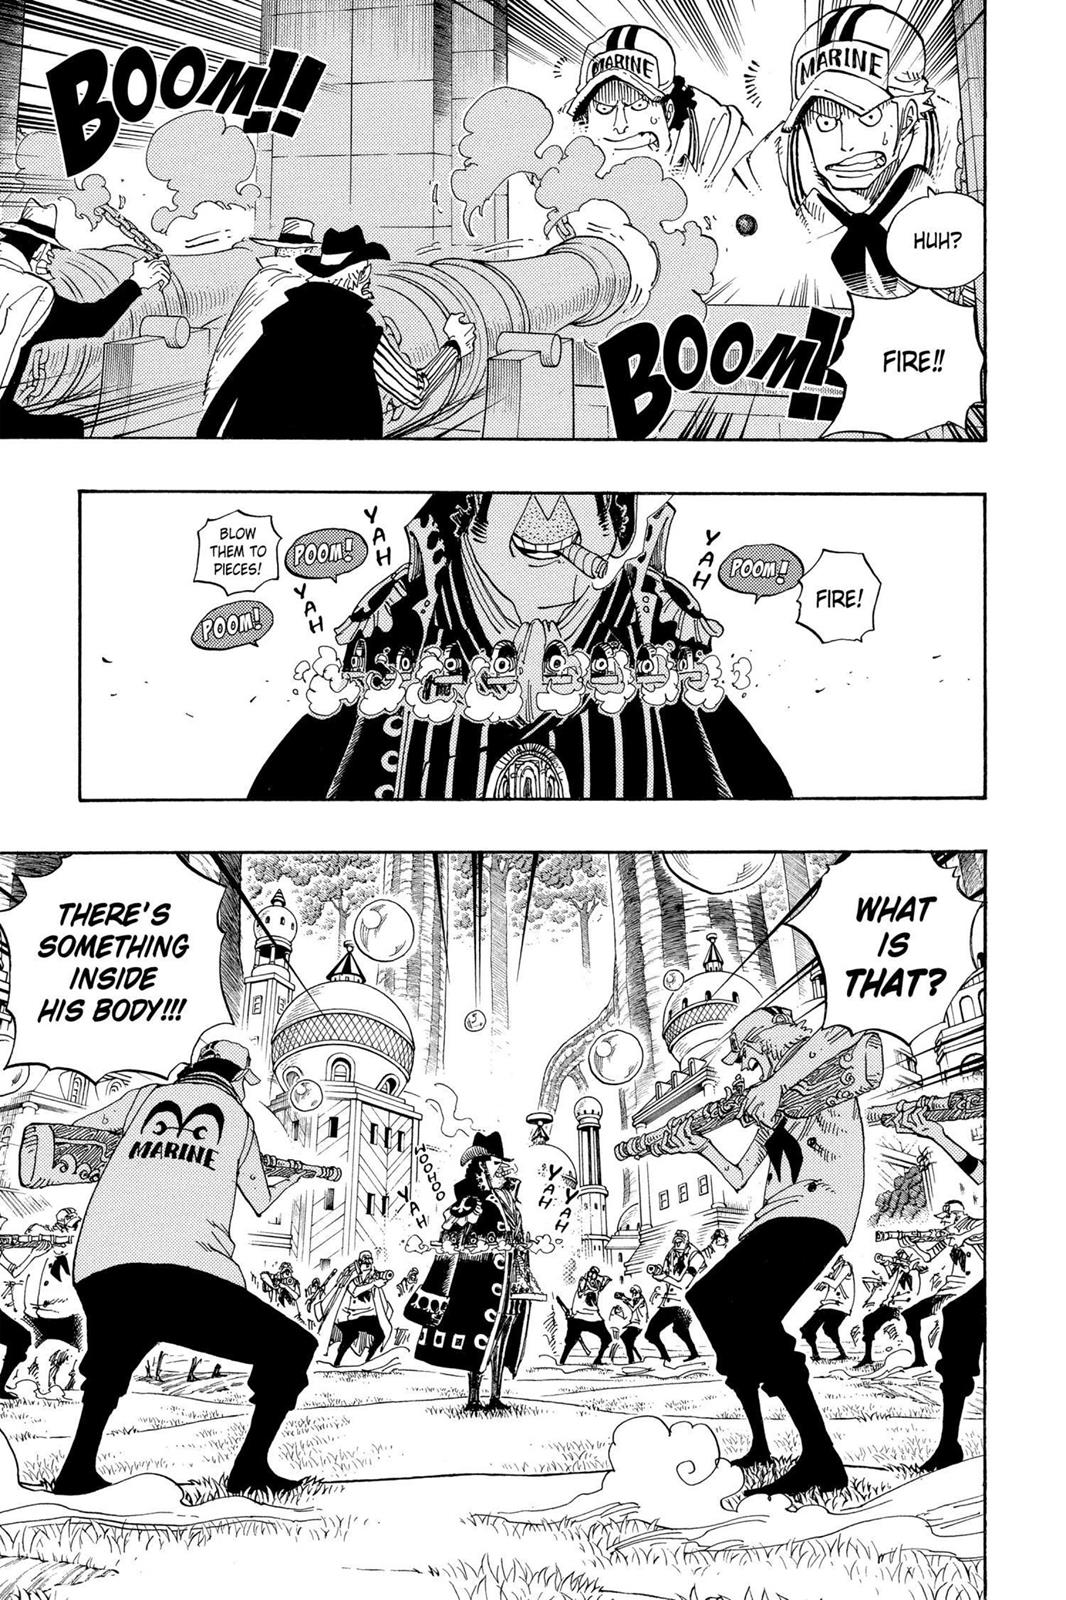 MARINE
MARINE
BOOM!!
HUH?
FIRE!!
BOOM!!
FIRE!
POOM!
YAH
YAH
POOM!
YAH
BLOW
THEM TO
PIECES!
POOM!
WHAT
IS
THAT?
THERE'S
SOMETHING
INSIDE
HIS BODY!!!
MARINE
WOOHOO
YAH
YAH
YAH